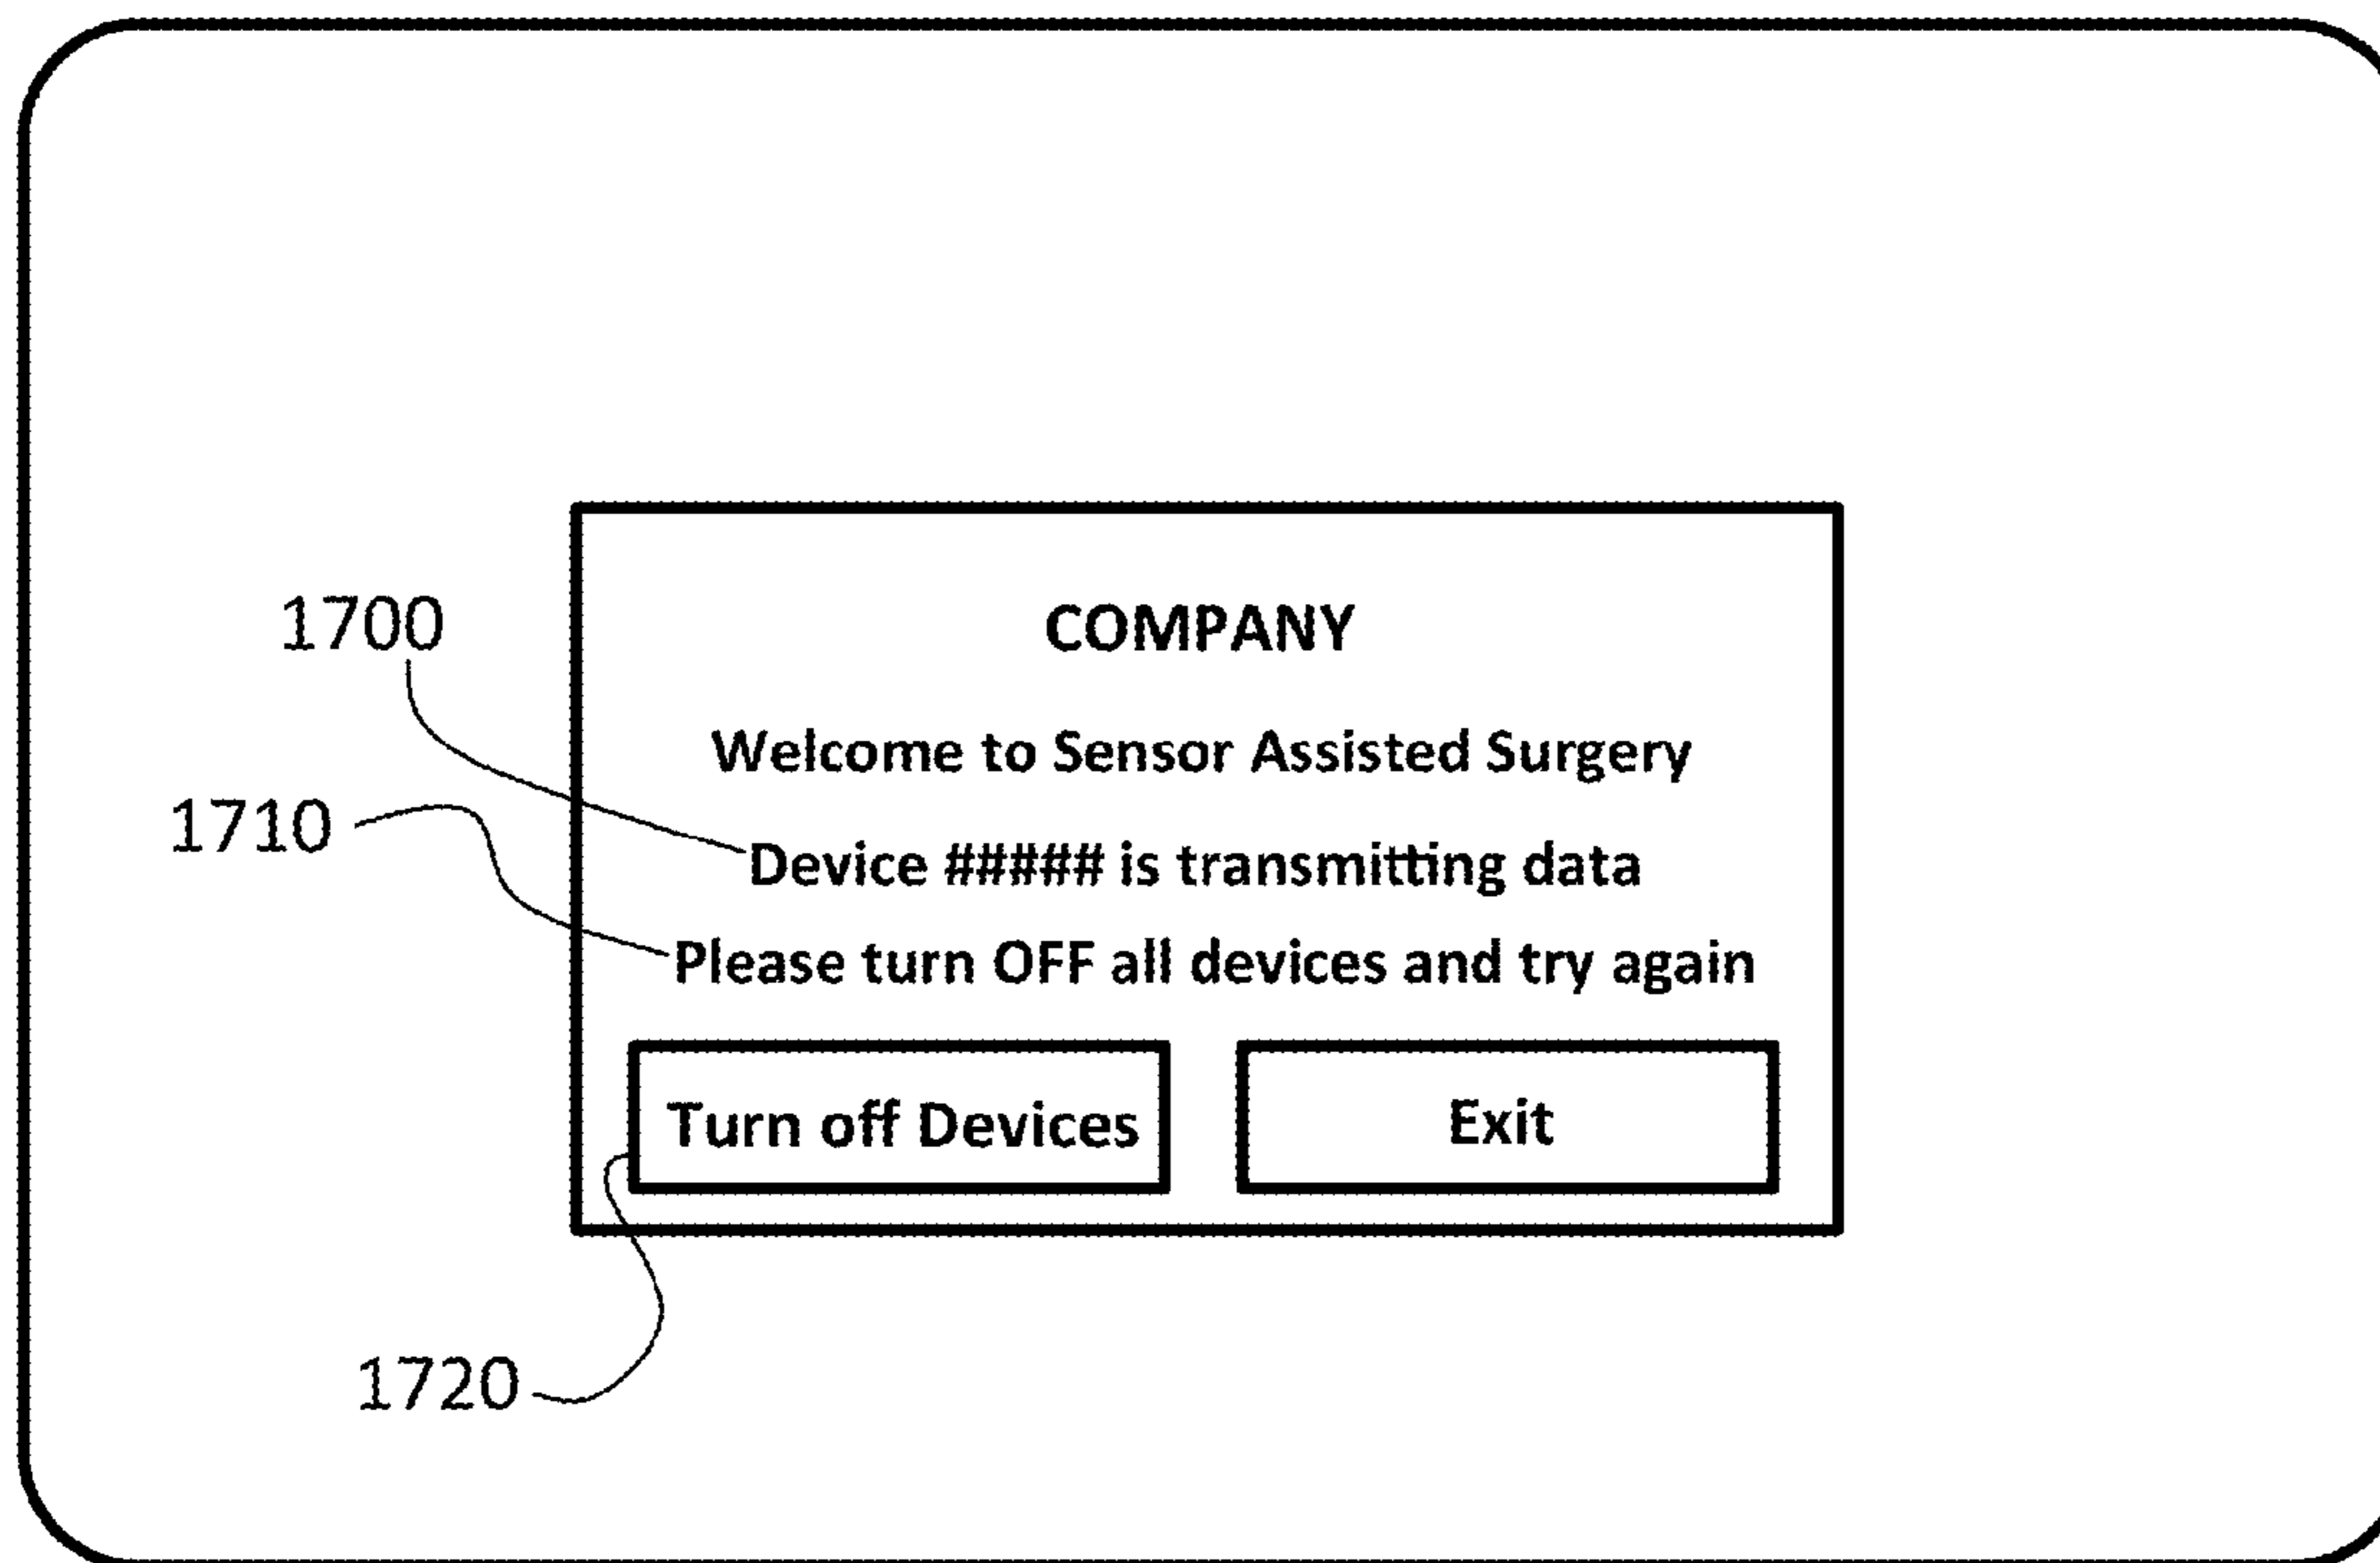 1700
COMPANY
Welcome to Sensor Assisted Surgery
1710
Device ##### is transmitting data
Please turn OFF all devices and try again
Turn off Devices
Exit
1720